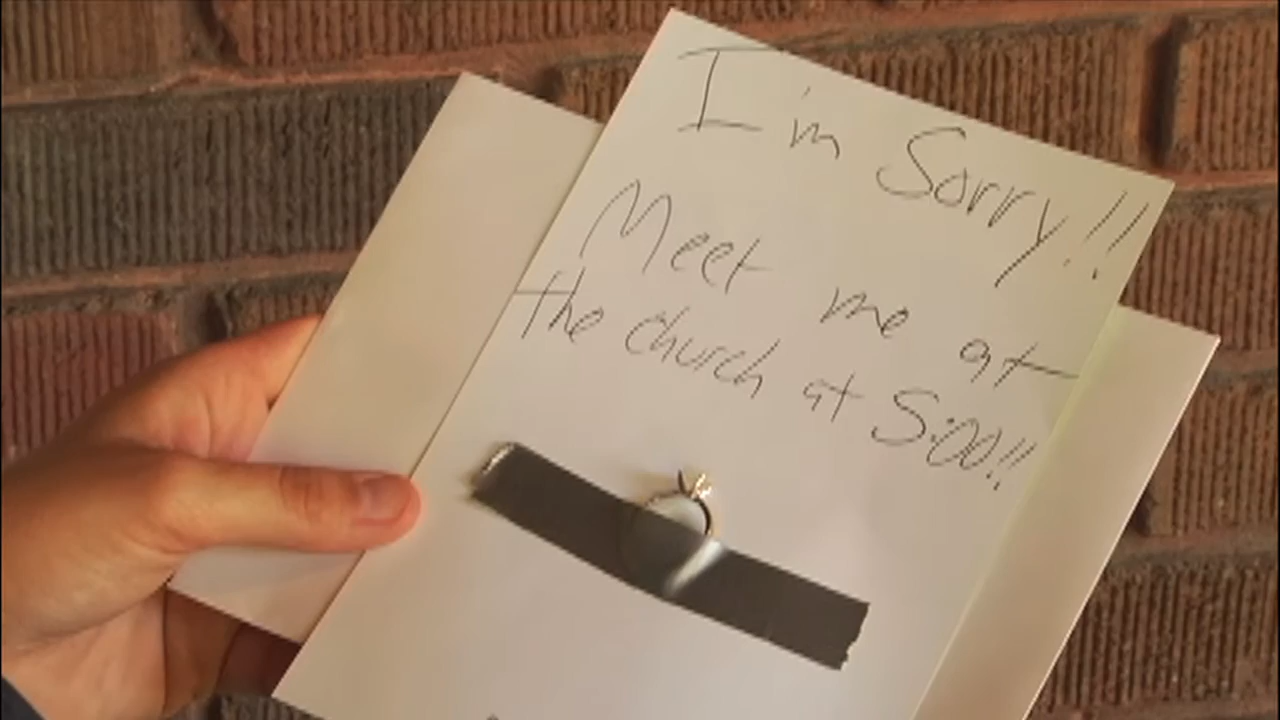 I'm Sorry!!
Meet me at
the church at 5:00!!